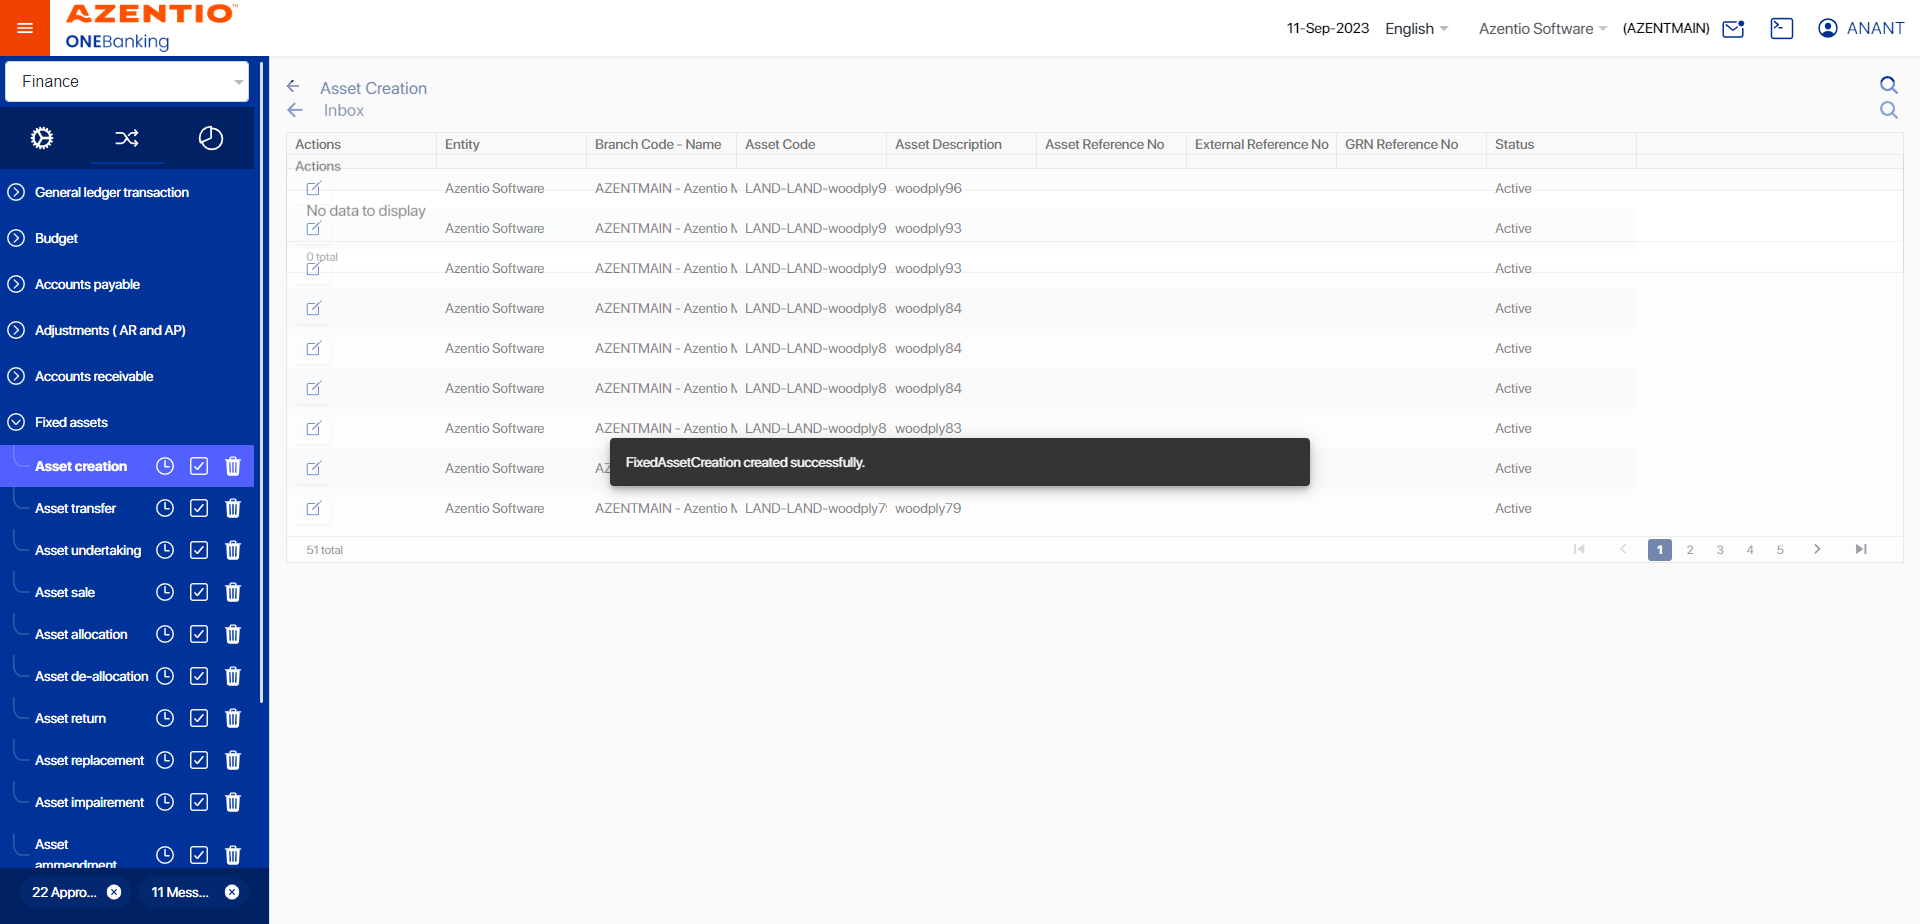 AZENTIO™
ONEBanking
11-Sep-2023 English Azentio Software (AZENTMAIN) ANANT
Finance
General ledger transaction
Budget
Accounts payable
Adjustments ( AR and AP)
Accounts receivable
Fixed assets
Asset creation
Asset transfer
Asset undertaking
Asset sale
Asset allocation
Asset de-allocation
Asset return
Asset replacement
Asset impairement
Asset
ammendment
22 Appro... 11 Mess...
Asset Creation
Inbox
Actions Entity Branch Code - Name Asset Code Asset Description Asset Reference No External Reference No GRN Reference No Status
Actions
Azentio Software AZENTMAIN - Azentio M LAND-LAND-woodply9 woodply96 Active
No data to display
Azentio Software AZENTMAIN - Azentio M LAND-LAND-woodply9 woodply93 Active
0 total
Azentio Software AZENTMAIN - Azentio M LAND-LAND-woodply9 woodply93 Active
Azentio Software AZENTMAIN - Azentio M LAND-LAND-woodply8 woodply84 Active
Azentio Software AZENTMAIN - Azentio M LAND-LAND-woodply8 woodply84 Active
Azentio Software AZENTMAIN - Azentio M LAND-LAND-woodply8 woodply84 Active
Azentio Software AZENTMAIN - Azentio M LAND-LAND-woodply8 woodply83 Active
Azentio Software AZ Active
FixedAssetCreation created successfully.
Azentio Software AZENTMAIN - Azentio M LAND-LAND-woodply7 woodply79 Active
51 total 1 2 3 4 5